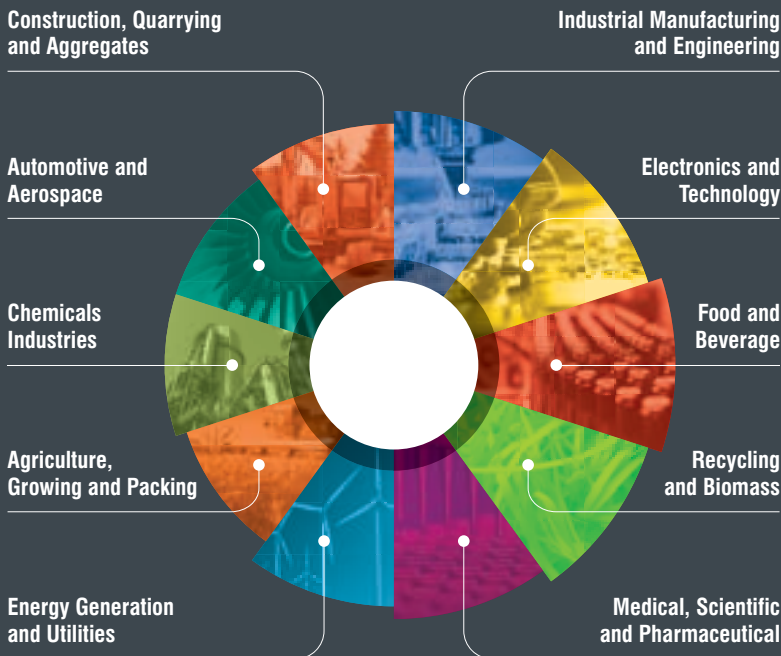 Construction, Quarrying
and Aggregates
Industrial Manufacturing
and Engineering
Automotive and
Aerospace
Electronics and
Technology
Chemicals
Industries
Food and
Beverage
Agriculture,
Growing and Packing
Recycling
and Biomass
Energy Generation
and Utilities
Medical, Scientific
and Pharmaceutical